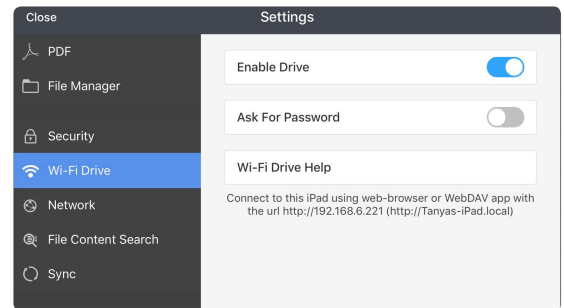 Close
Settings
PDF
File Manager
Security
Wi-Fi Drive
Network
File Content Search
Sync
Enable Drive
Ask For Password
Wi-Fi Drive Help
Connect to this iPad using web-browser or WebDAV app with
the url http://192.168.6.221 (http://Tanyas-iPad.local)